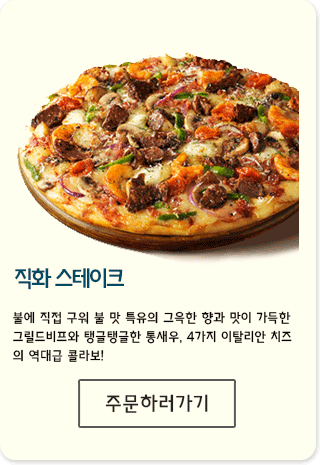 직화 스테이크
불에 직접 구워 불 맛 특유의 그윽한 향과 맛이 가득한
그릴드비프와 탱글탱글한 통새우, 4가지 이탈리안 치즈
의 역대급 콜라보!
주문하러가기